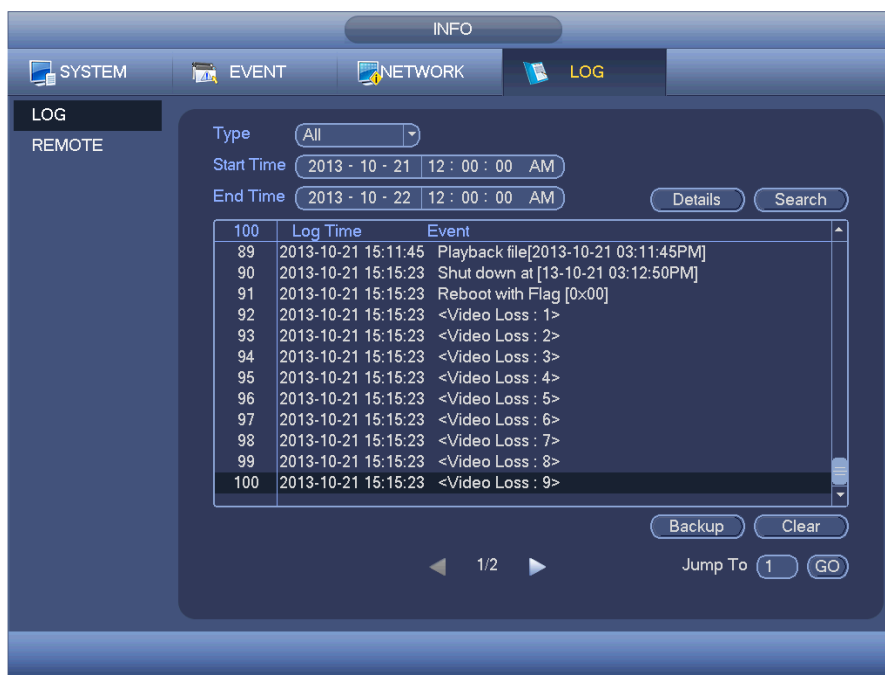 INFO
SYSTEM EVENT NETWORK LOG
LOG
REMOTE
Type All
Start Time 2013 - 10 - 21 12 : 00 : 00 AM
End Time 2013 - 10 - 22 12 : 00 : 00 AM Details Search
100 Log Time Event
89 2013-10-21 15:11:45 Playback file[2013-10-21 03:11:45PM]
90 2013-10-21 15:15:23 Shut down at [13-10-21 03:12:50PM]
91 2013-10-21 15:15:23 Reboot with Flag [0x00]
92 2013-10-21 15:15:23 <Video Loss : 1>
93 2013-10-21 15:15:23 <Video Loss : 2>
94 2013-10-21 15:15:23 <Video Loss : 3>
95 2013-10-21 15:15:23 <Video Loss : 4>
96 2013-10-21 15:15:23 <Video Loss : 5>
97 2013-10-21 15:15:23 <Video Loss : 6>
98 2013-10-21 15:15:23 <Video Loss : 7>
99 2013-10-21 15:15:23 <Video Loss : 8>
100 2013-10-21 15:15:23 <Video Loss : 9>
Backup Clear
1/2 Jump To 1 GO